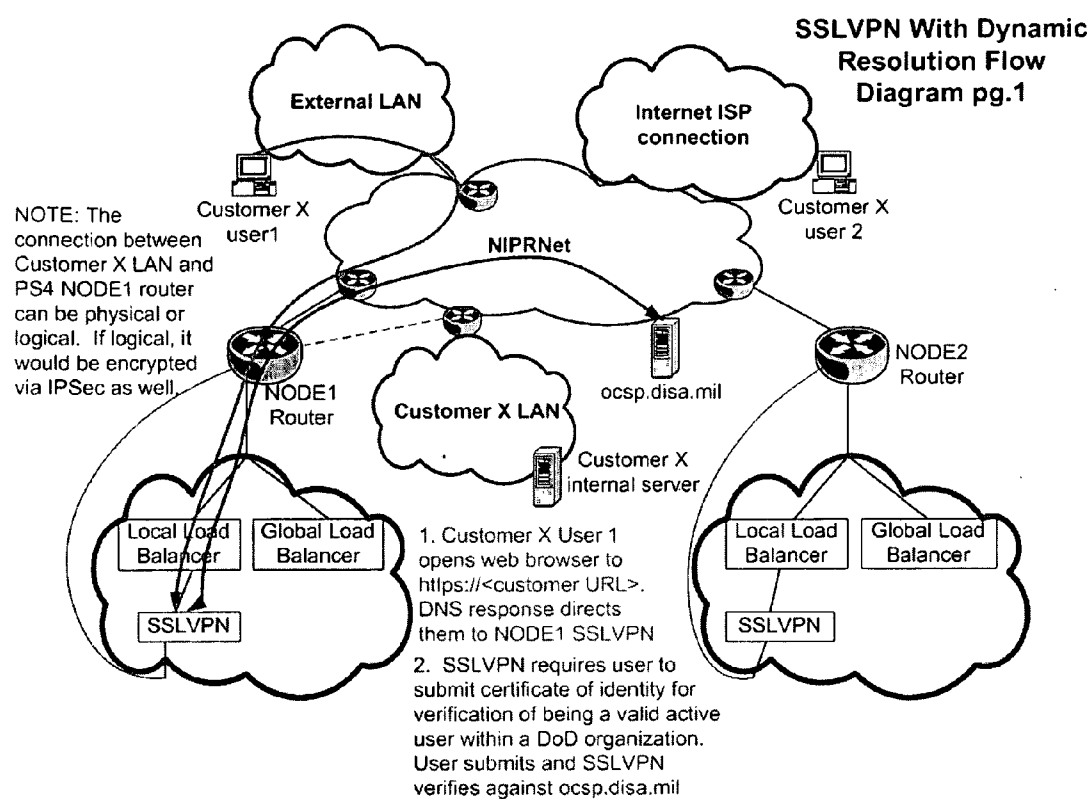 SSLVPN With Dynamic
Resolution Flow
Diagram pg.1
External LAN
Internet ISP
connection
Customer X
user1
Customer X
user 2
NOTE: The
connection between
Customer X LAN and
PS4 NODE1 router
can be physical or
logical. If logical, it
would be encrypted
via IPSec as well.
NIPRNet
NODE1
Router
ocsp.disa.mil
NODE2
Router
Customer X LAN
Customer X
internal server
Local Load
Balancer
Global Load
Balancer
SSLVPN
1. Customer X User 1
opens web browser to
https://<customer URL>.
DNS response directs
them to NODE1 SSLVPN
2. SSLVPN requires user to
submit certificate of identity for
verification of being a valid active
user within a DoD organization.
User submits and SSLVPN
verifies against ocsp.disa.mil
Local Load
Balancer
Global Load
Balancer
SSLVPN